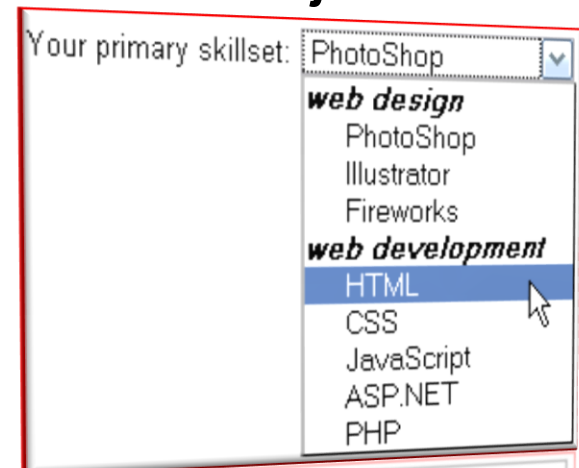 Your primary skillset: PhotoShop
web design
PhotoShop
Illustrator
Fireworks
web development
HTML
CSS
JavaScript
ASP.NET
PHP